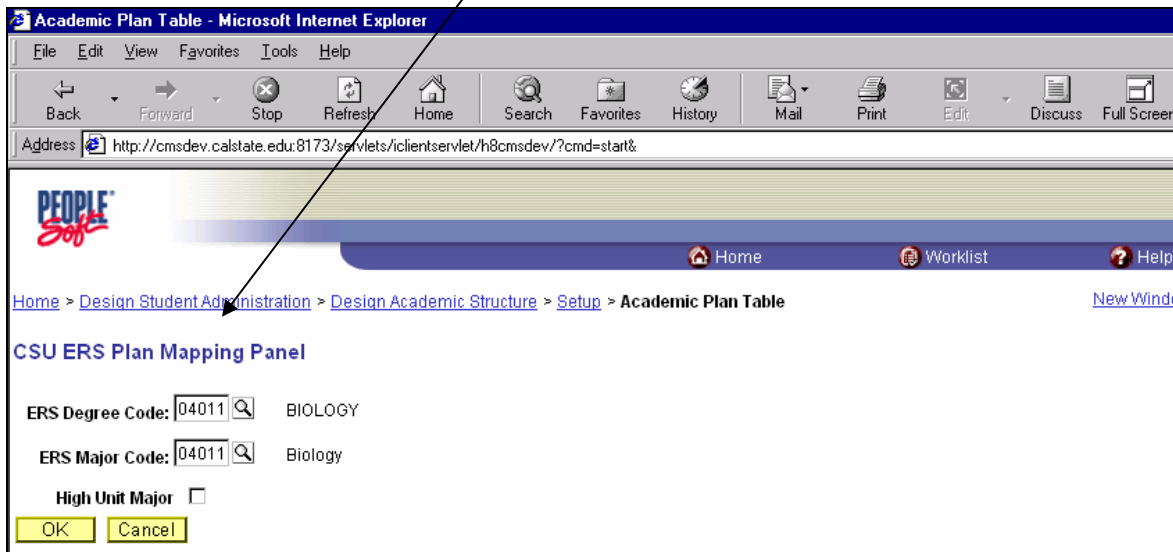 Academic Plan Table - Microsoft Internet Explorer
File Edit View Favorites Tools Help
Back Forward Stop Refresh Home Search Favorites History Mail Print Edit Discuss Full Screen
Address http://cmsdev.calstate.edu:8173/servlets/iclientservlet/h8cmsdev/?cmd=start&
PEOPLE
Soft
Home Worklist Help
Home > Design Student Administration > Design Academic Structure > Setup > Academic Plan Table New Windo
CSU ERS Plan Mapping Panel
ERS Degree Code: 04011 BIOLOGY
ERS Major Code: 04011 Biology
High Unit Major
OK Cancel